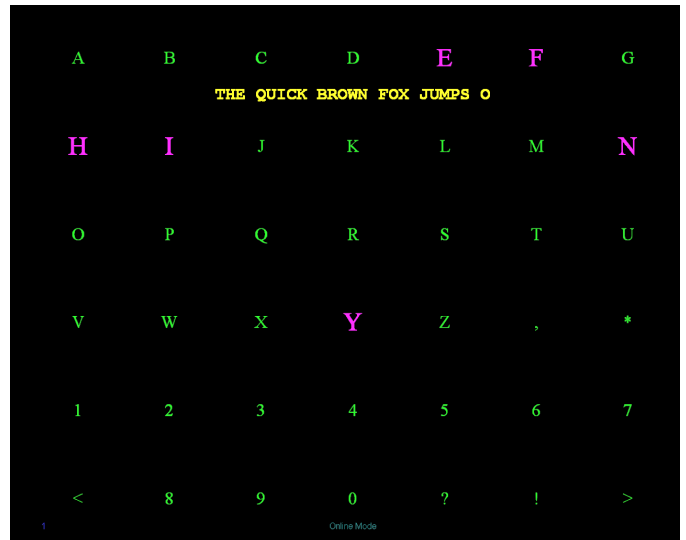 A B C D E F G
THE QUICK BROWN FOX JUMPS O
H I J K L M N
O P Q R S T U
V W X Y Z , *
1 2 3 4 5 6 7
< 8 9 0 ? ! >
1 Online Mode